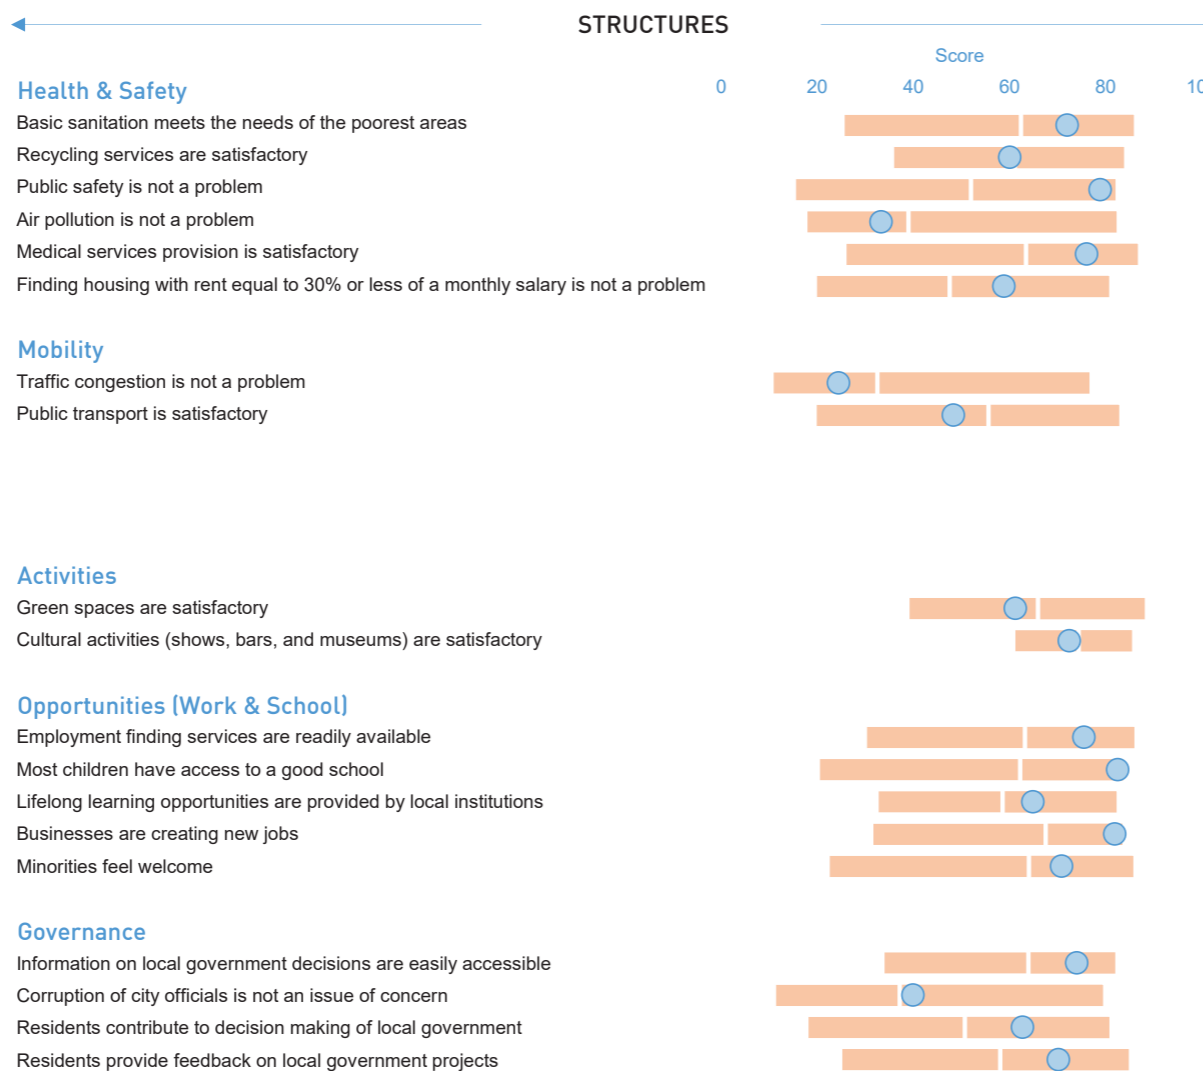 STRUCTURES
Score
Health & Safety
0 20 40 60 80 10
Basic sanitation meets the needs of the poorest areas
Recycling services are satisfactory
Public safety is not a problem
Air pollution is not a problem
Medical services provision is satisfactory
Finding housing with rent equal to 30% or less of a monthly salary is not a problem
Mobility
Traffic congestion is not a problem
Public transport is satisfactory
Activities
Green spaces are satisfactory
Cultural activities (shows, bars, and museums) are satisfactory
Opportunities (Work & School)
Employment finding services are readily available
Most children have access to a good school
Lifelong learning opportunities are provided by local institutions
Businesses are creating new jobs
Minorities feel welcome
Governance
Information on local government decisions are easily accessible
Corruption of city officials is not an issue of concern
Residents contribute to decision making of local government
Residents provide feedback on local government projects